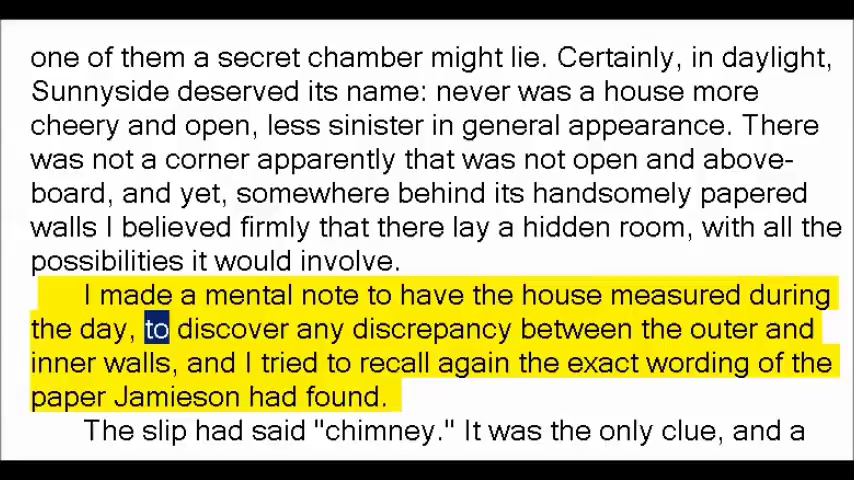 one of them a secret chamber might lie. Certainly, in daylight,
Sunnyside deserved its name: never was a house more
cheery and open, less sinister in general appearance. There
was not a corner apparently that was not open and above-
board, and yet, somewhere behind its handsomely papered
walls I believed firmly that there lay a hidden room, with all the
possibilities it would involve.
I made a mental note to have the house measured during
the day, to discover any discrepancy between the outer and
inner walls, and I tried to recall again the exact wording of the
paper Jamieson had found.
The slip had said "chimney." It was the only clue, and a